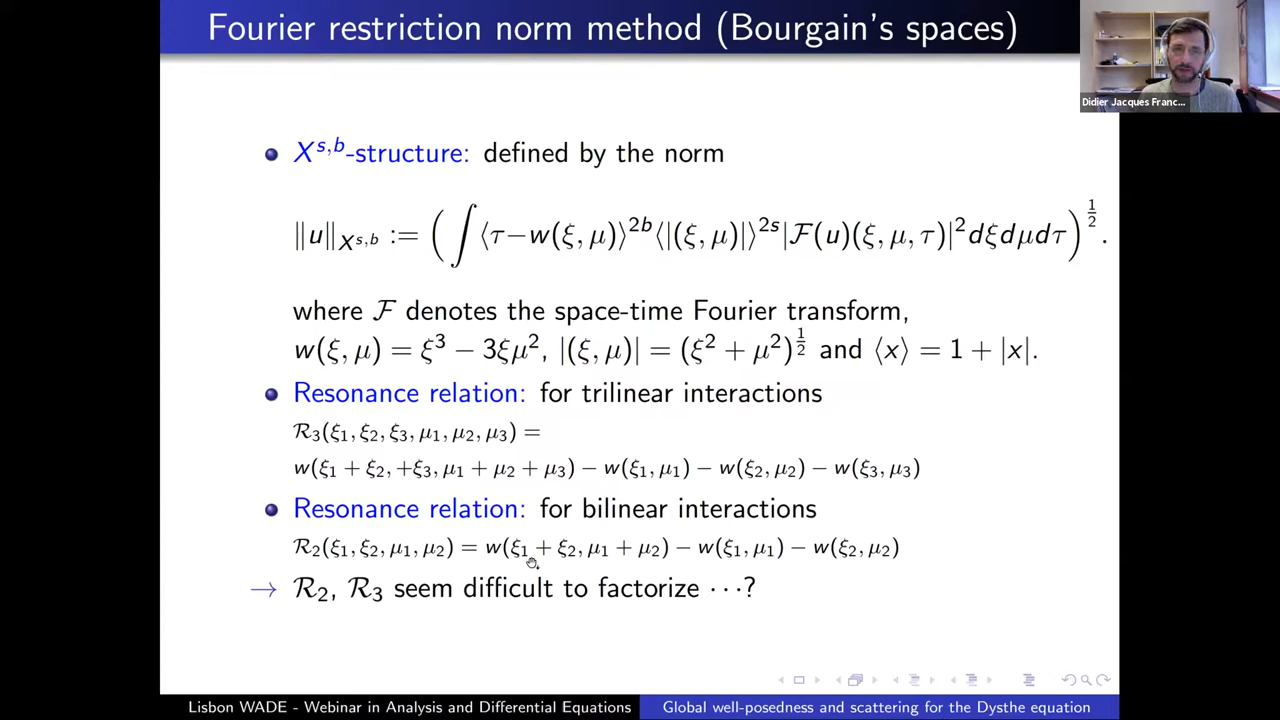 Fourier restriction norm method (Bourgain's spaces)
Didier Jacques Franc...
X^{s,b}-structure: defined by the norm
‖u‖_{X^{s,b}} := ( ∫ ⟨τ−w(ξ, μ)⟩^{2b} ⟨|(ξ, μ)|⟩^{2s} |ℱ(u)(ξ, μ, τ)|^2 dξdμdτ )^{1/2}.
where ℱ denotes the space-time Fourier transform,
w(ξ, μ) = ξ^3 − 3ξμ^2, |(ξ, μ)| = (ξ^2 + μ^2)^{1/2} and ⟨x⟩ = 1 + |x|.
Resonance relation: for trilinear interactions
ℛ_3(ξ_1, ξ_2, ξ_3, μ_1, μ_2, μ_3) =
w(ξ_1 + ξ_2, +ξ_3, μ_1 + μ_2 + μ_3) − w(ξ_1, μ_1) − w(ξ_2, μ_2) − w(ξ_3, μ_3)
Resonance relation: for bilinear interactions
ℛ_2(ξ_1, ξ_2, μ_1, μ_2) = w(ξ_1 + ξ_2, μ_1 + μ_2) − w(ξ_1, μ_1) − w(ξ_2, μ_2)
→ ℛ_2, ℛ_3 seem difficult to factorize ⋯?
Lisbon WADE - Webinar in Analysis and Differential Equations
Global well-posedness and scattering for the Dysthe equation